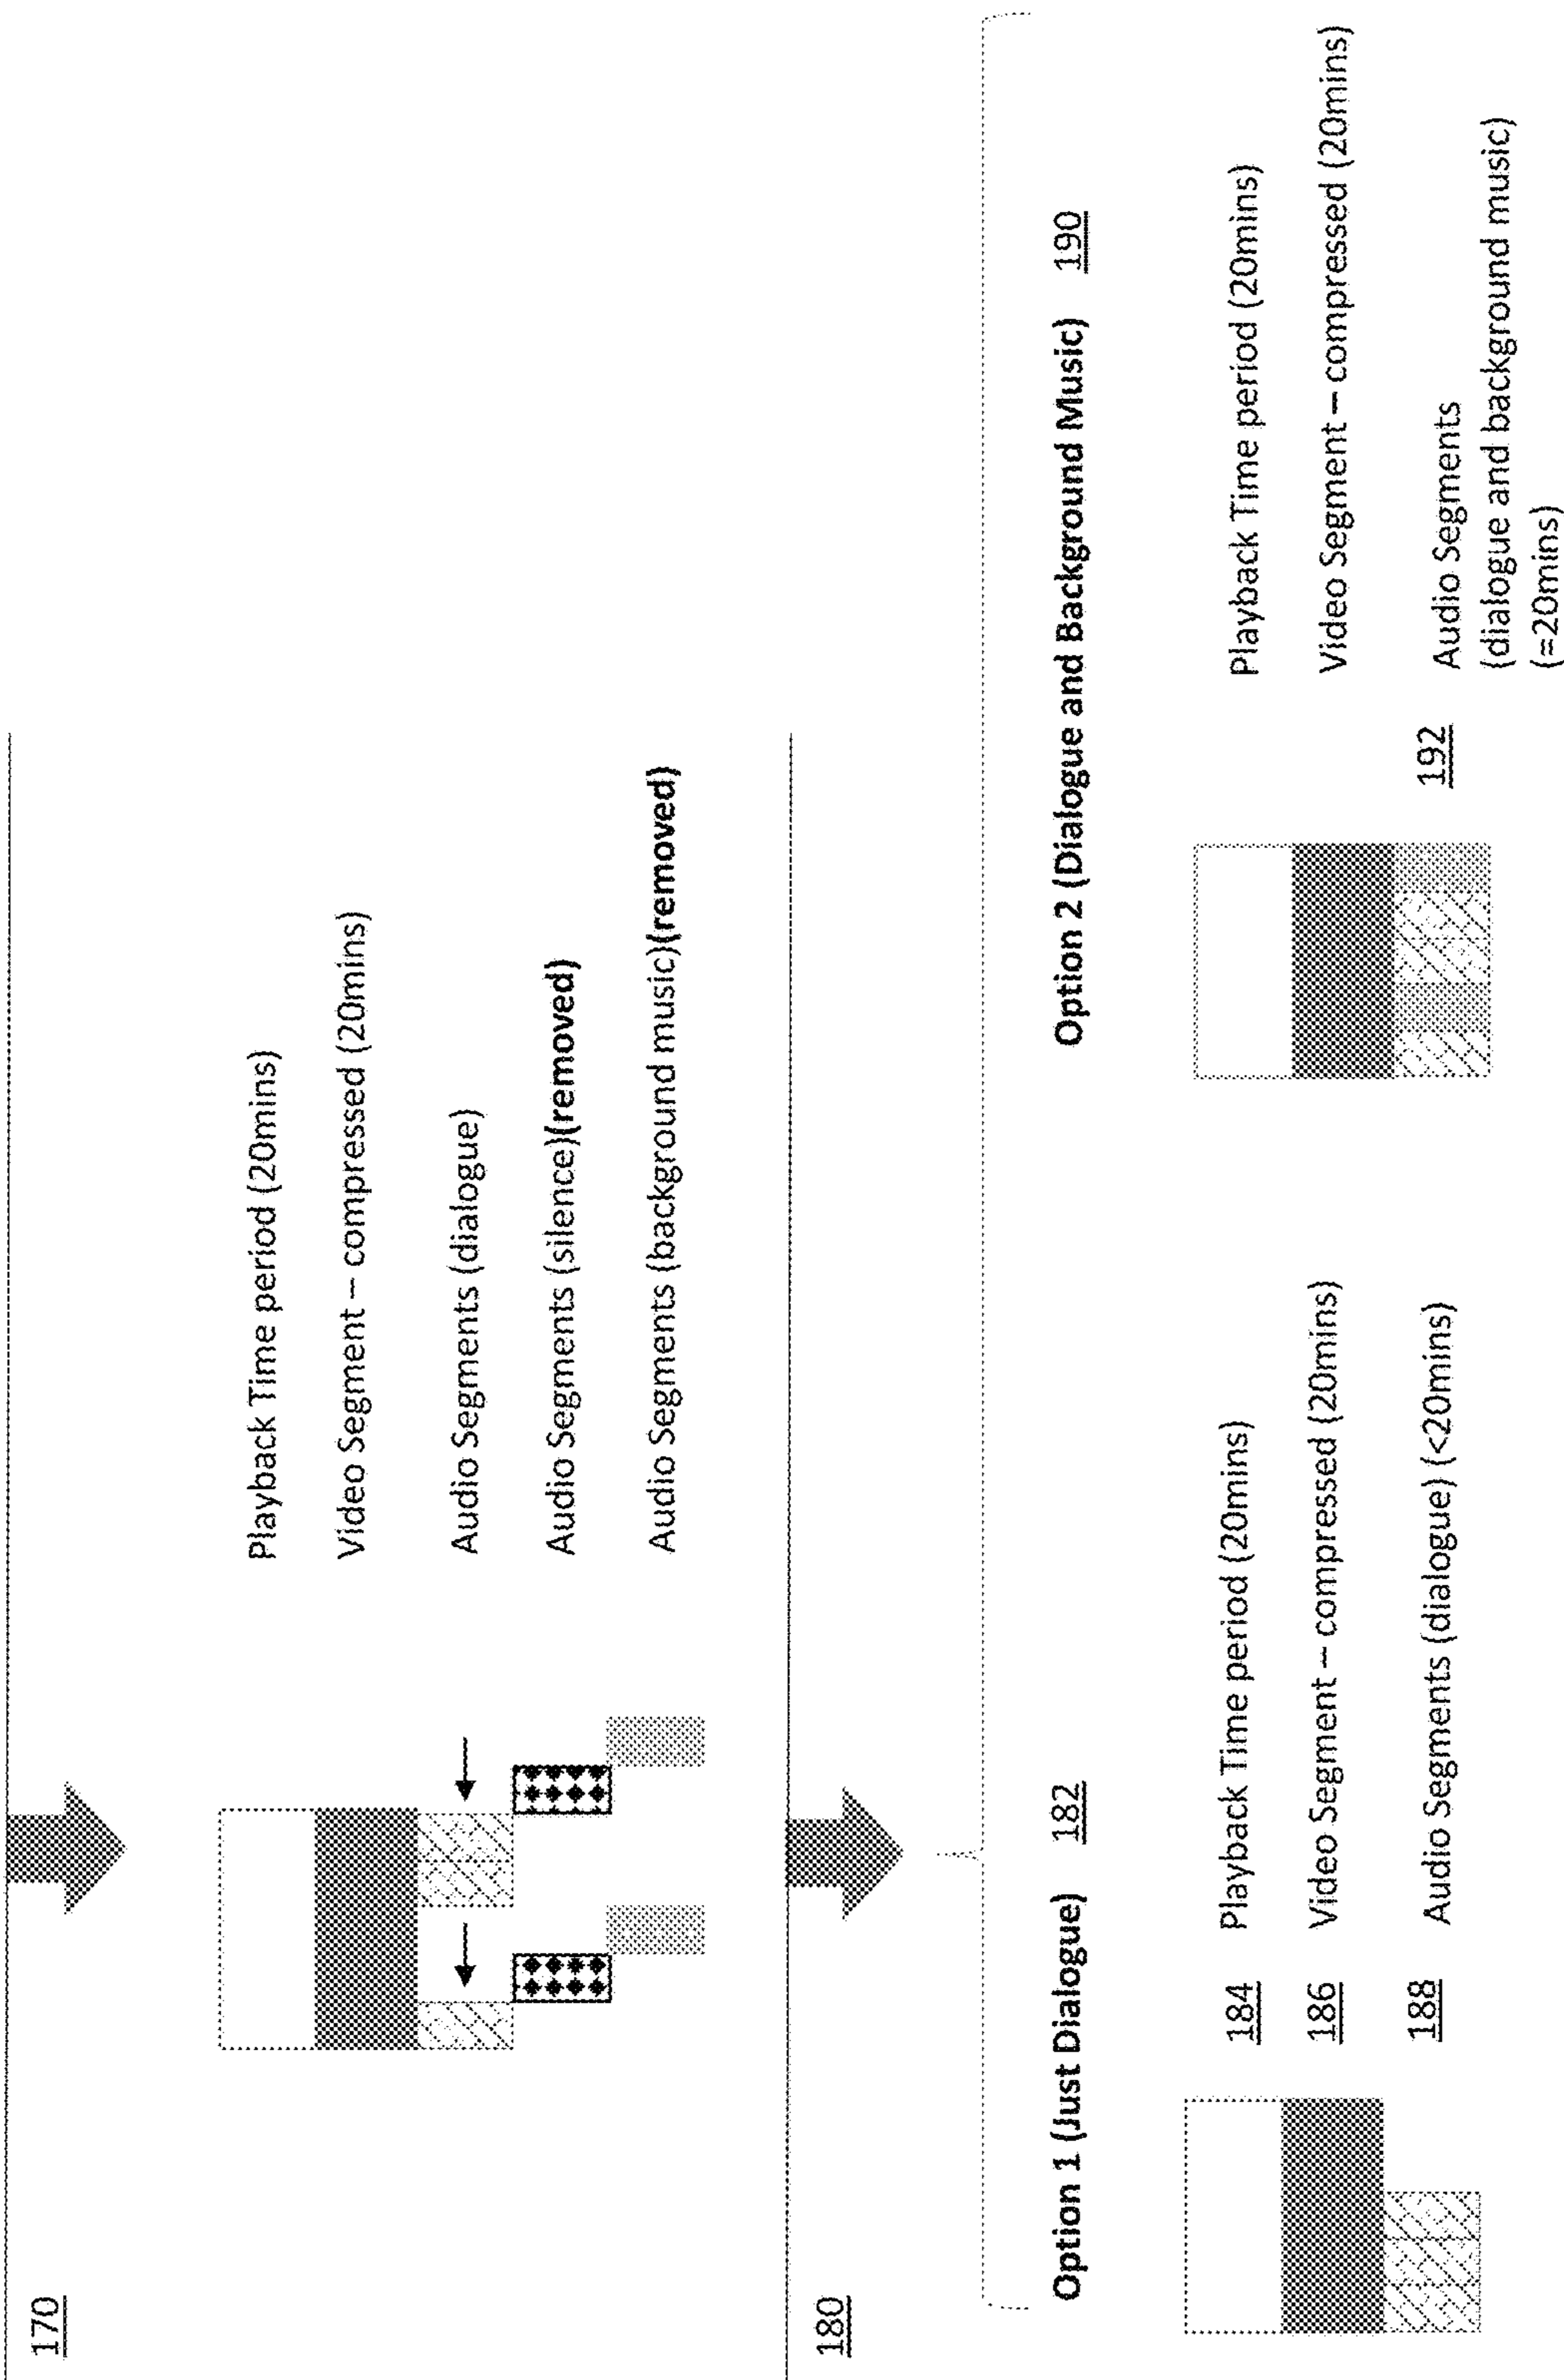 170
Playback Time period (20mins)
Video Segment – compressed (20mins)
Audio Segments (dialogue)
Audio Segments (silence)(removed)
Audio Segments (background music)(removed)
180
Option 1 (Just Dialogue) 182
184 Playback Time period (20mins)
186 Video Segment – compressed (20mins)
188 Audio Segments (dialogue) (<20mins)
Option 2 (Dialogue and Background Music) 190
Playback Time period (20mins)
Video Segment – compressed (20mins)
192 Audio Segments
(dialogue and background music)
(=20mins)